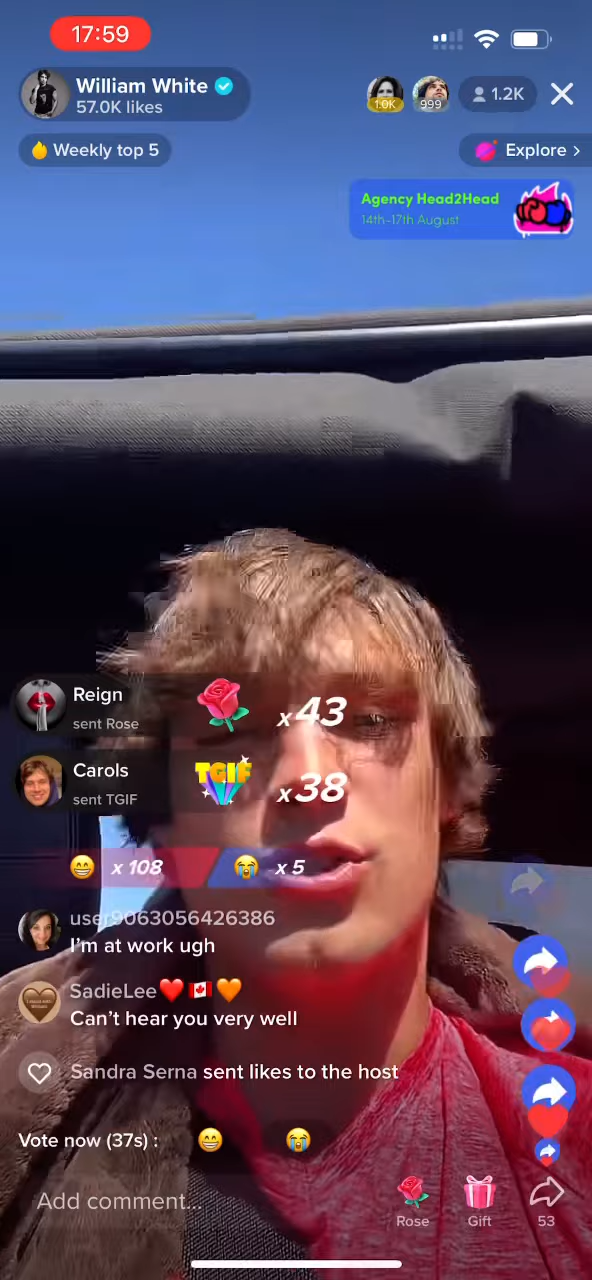 17:59
William White
57.0K likes
1.0K
999
1.2K
Weekly top 5
Explore >
Agency Head2Head
14th-17th August
Reign
sent Rose
x43
Carols
sent TGIF
TGIF
x38
😁 x 108
😭 x 5
user9063056426386
I'm at work ugh
SadieLee❤️🇨🇦🧡
Can't hear you very well
Sandra Serna sent likes to the host
Vote now (37s) : 😁 😭
Add comment...
Rose
Gift
53